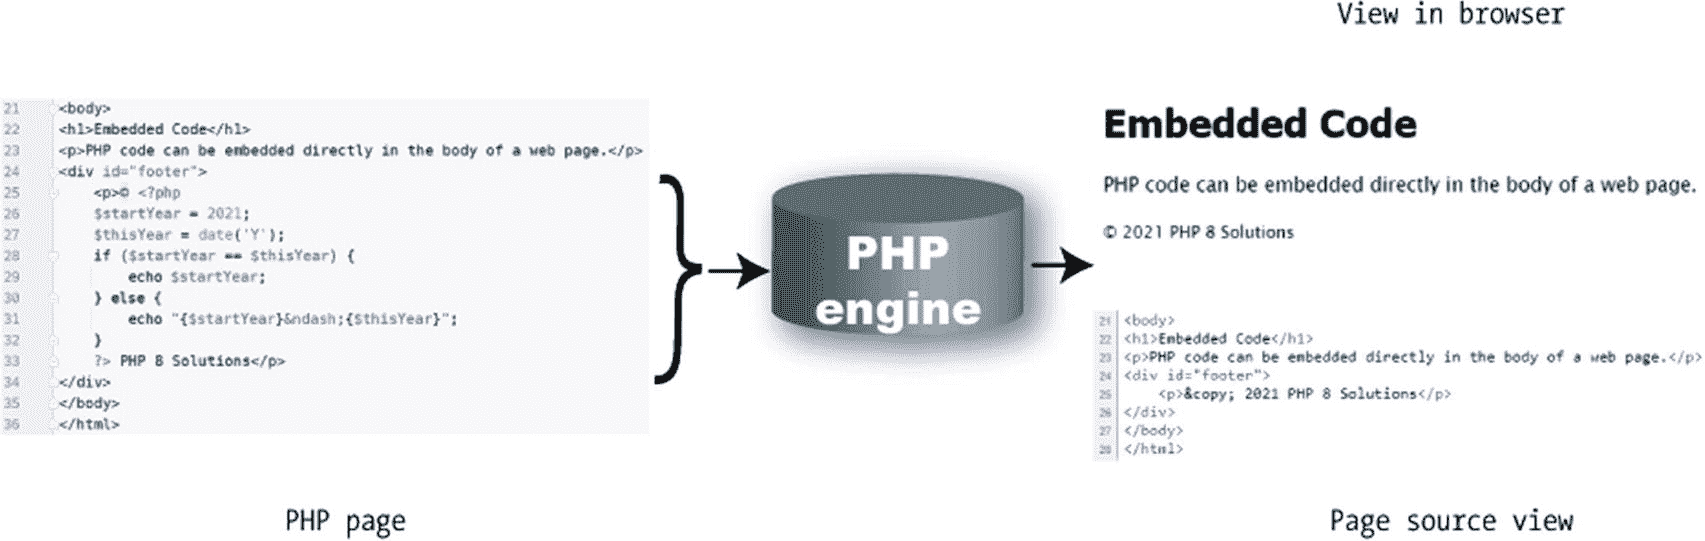 View in browser
21 <body>
22 <h1>Embedded Code</h1>
23 <p>PHP code can be embedded directly in the body of a web page.</p>
24 <div id="footer">
25 <p>© <?php
26 $startYear = 2021;
27 $thisYear = date('Y');
28 if ($startYear == $thisYear) {
29 echo $startYear;
30 } else {
31 echo "{$startYear}&ndash;{$thisYear}";
32 }
33 ?> PHP 8 Solutions</p>
34 </div>
35 </body>
36 </html>
PHP page
PHP
engine
Embedded Code
PHP code can be embedded directly in the body of a web page.
© 2021 PHP 8 Solutions
21 <body>
22 <h1>Embedded Code</h1>
23 <p>PHP code can be embedded directly in the body of a web page.</p>
24 <div id="footer">
25 <p>&copy; 2021 PHP 8 Solutions</p>
26 </div>
27 </body>
28 </html>
Page source view